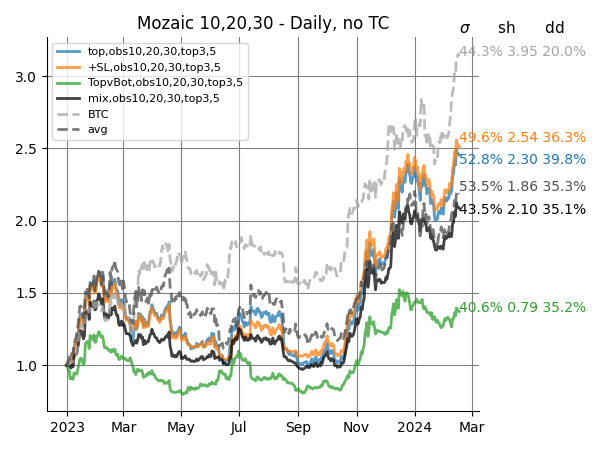 Mozaic 10,20,30 - Daily, no TC
σ sh dd
top,obs10,20,30,top3,5
+SL,obs10,20,30,top3,5
TopvBot,obs10,20,30,top3,5
mix,obs10,20,30,top3,5
BTC
avg
44.3% 3.95 20.0%
49.6% 2.54 36.3%
52.8% 2.30 39.8%
53.5% 1.86 35.3%
43.5% 2.10 35.1%
40.6% 0.79 35.2%
3.0
2.5
2.0
1.5
1.0
2023 Mar May Jul Sep Nov 2024 Mar